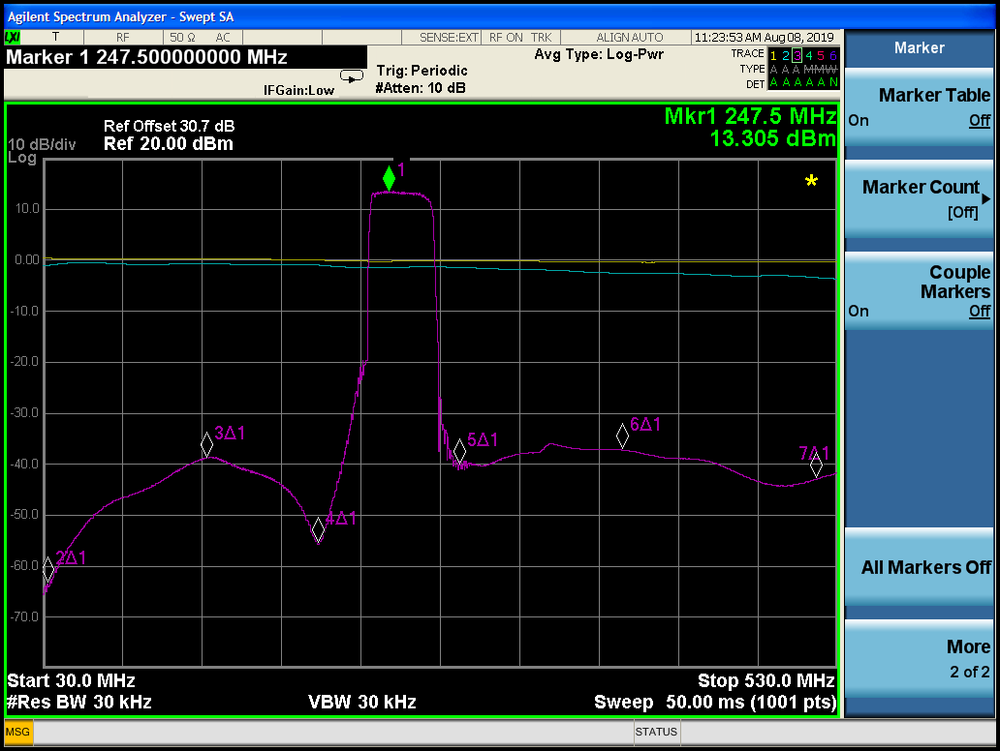 Agilent Spectrum Analyzer - Swept SA
LXI T RF 50 Ω AC SENSE:EXT RF ON TRK ALIGN AUTO 11:23:53 AM Aug 08, 2019
Marker 1 247.500000000 MHz
IFGain:Low
Trig: Periodic
#Atten: 10 dB
Avg Type: Log-Pwr
TRACE 1 2 3 4 5 6
TYPE A A A M M W
DET A A A A A N
Ref Offset 30.7 dB
10 dB/div Ref 20.00 dBm
Log
Mkr1 247.5 MHz
13.305 dBm
1
*
10.0
0.00
-10.0
-20.0
-30.0
-40.0
-50.0
-60.0
-70.0
2Δ1
3Δ1
4Δ1
5Δ1
6Δ1
7Δ1
Start 30.0 MHz Stop 530.0 MHz
#Res BW 30 kHz VBW 30 kHz Sweep 50.00 ms (1001 pts)
MSG STATUS
Marker
Marker Table
On Off
Marker Count
[Off]
Couple
Markers
On Off
All Markers Off
More
2 of 2